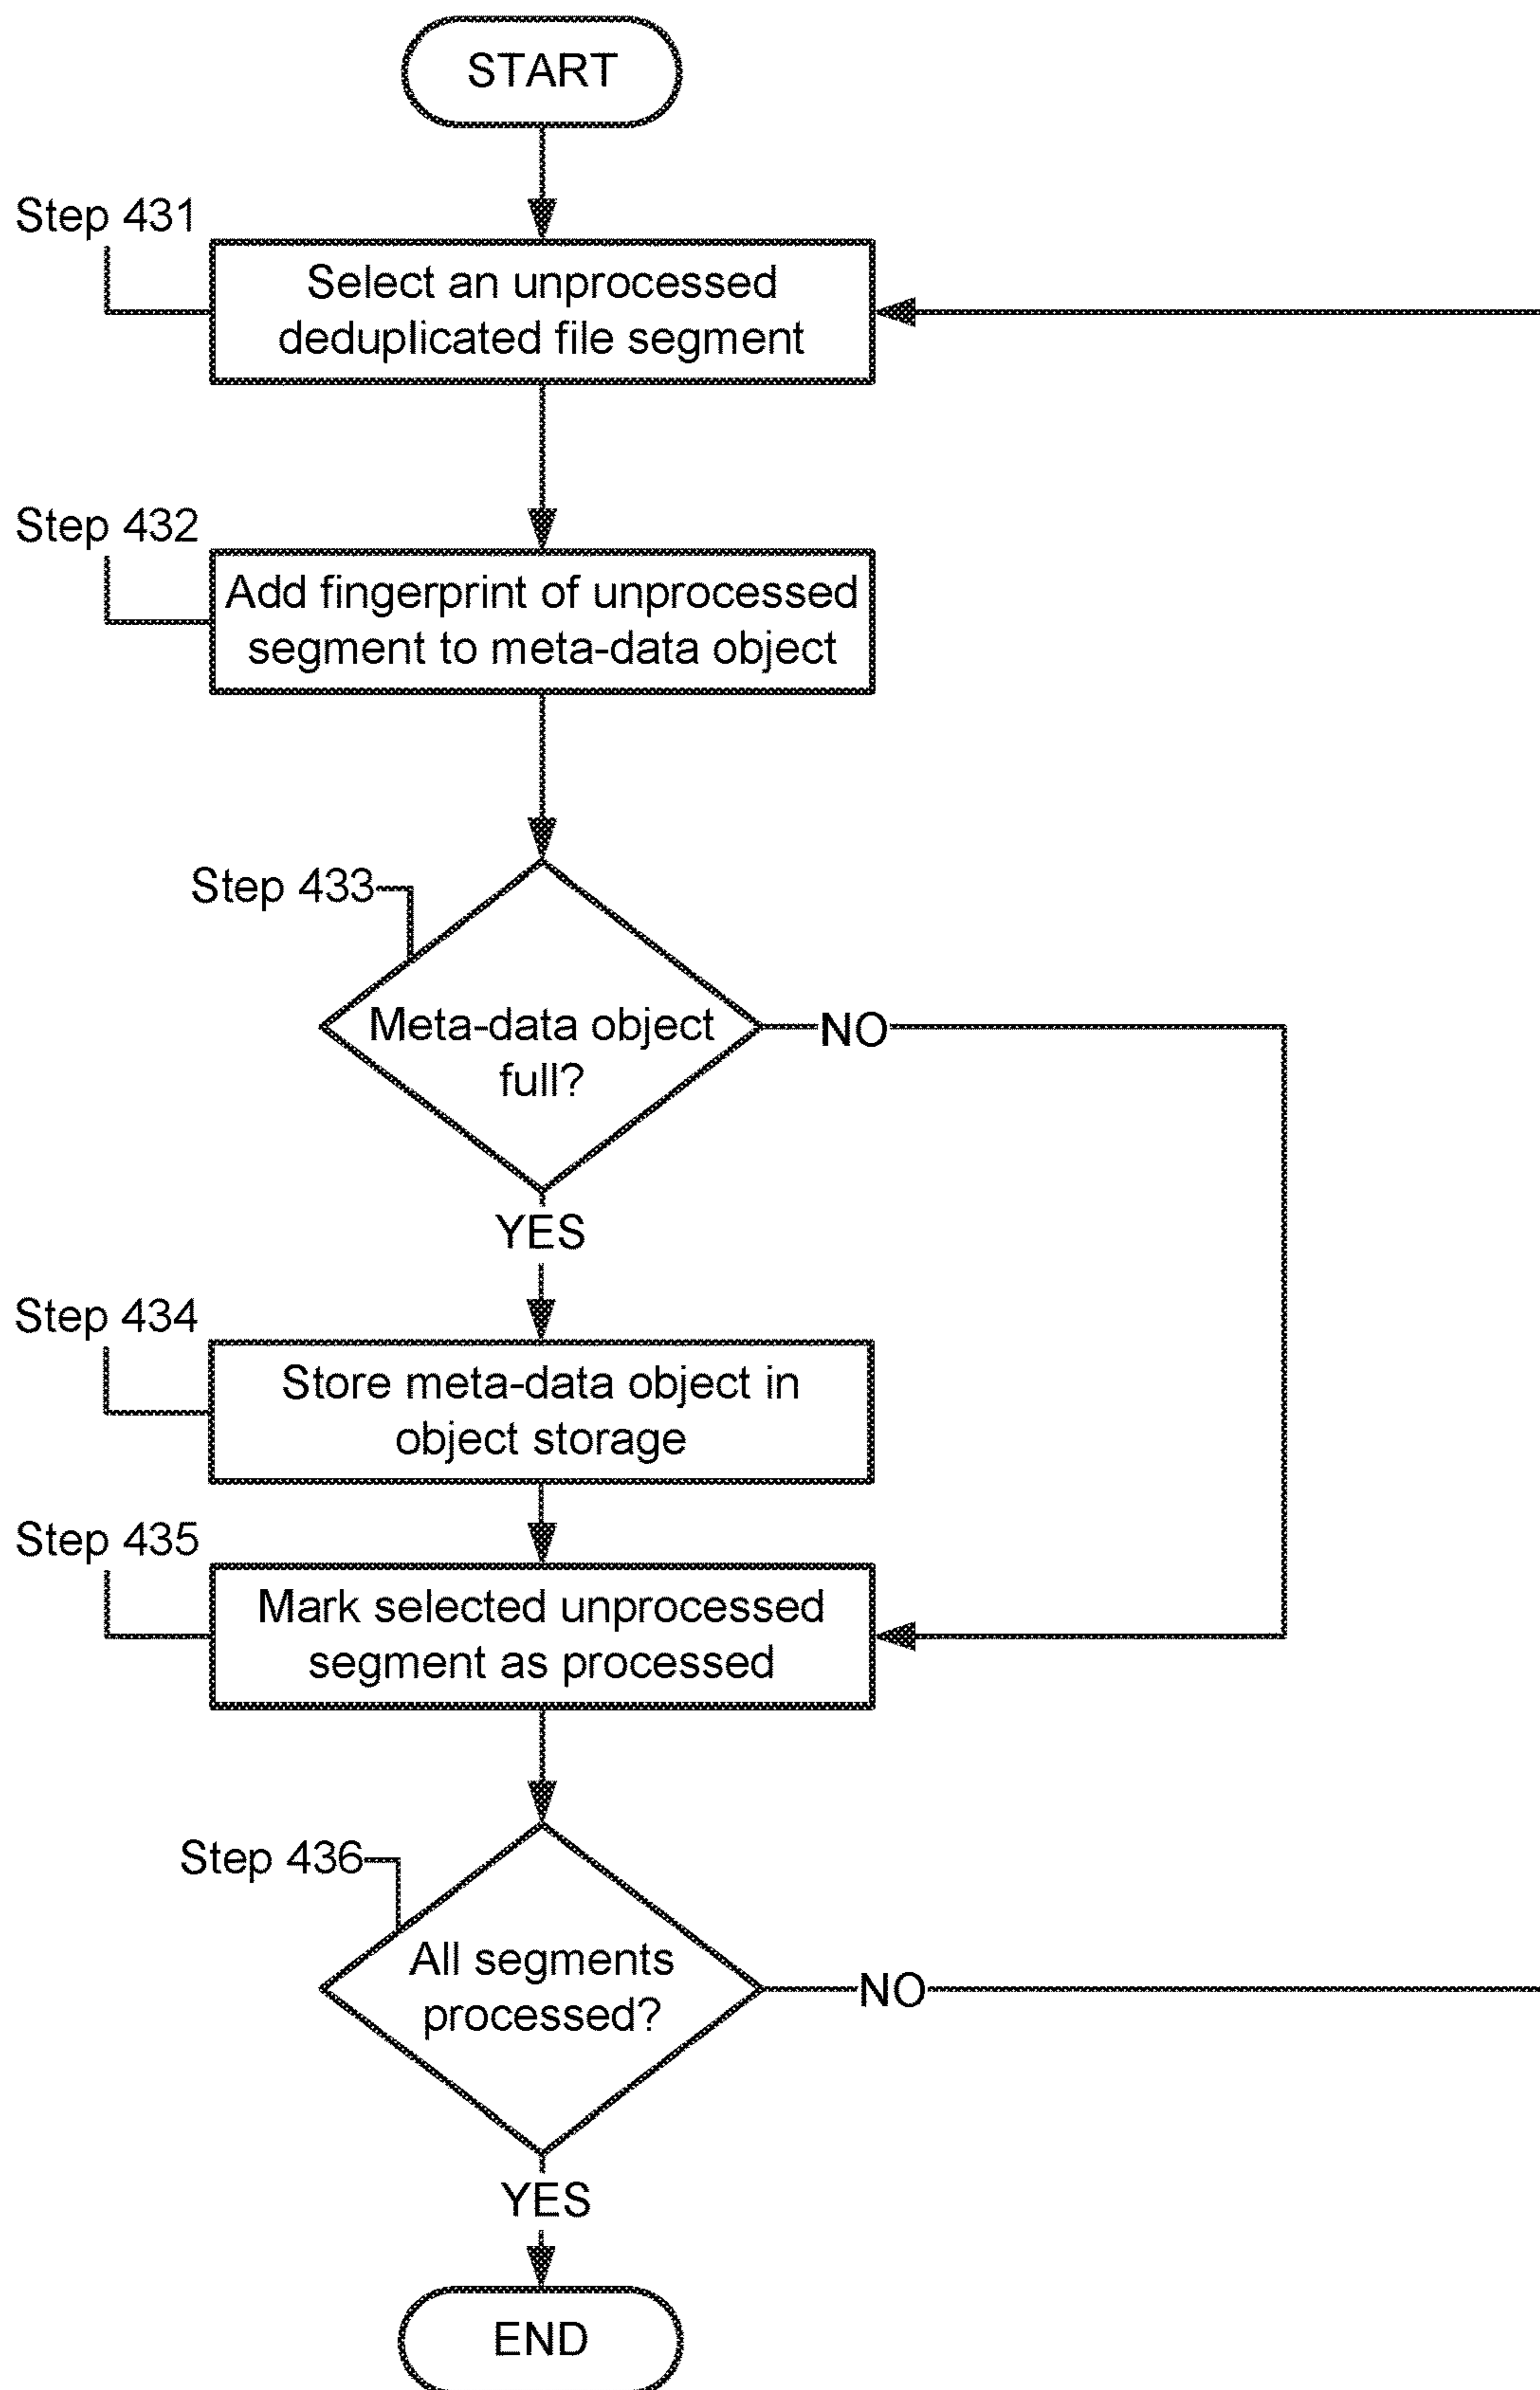 START
Step 431
Select an unprocessed
deduplicated file segment
Step 432
Add fingerprint of unprocessed
segment to meta-data object
Step 433
Meta-data object
full?
NO
YES
Step 434
Store meta-data object in
object storage
Step 435
Mark selected unprocessed
segment as processed
Step 436
All segments
processed?
NO
YES
END